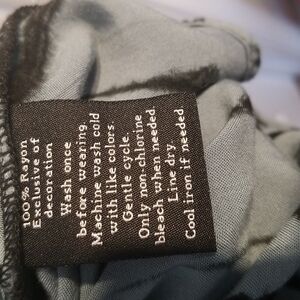 100% Rayon
Exclusive of
decoration
Wash once
before wearing.
Machine wash cold
with like colors.
Gentle cycle.
Only non-chlorine
bleach when needed.
Line dry.
Cool iron if needed